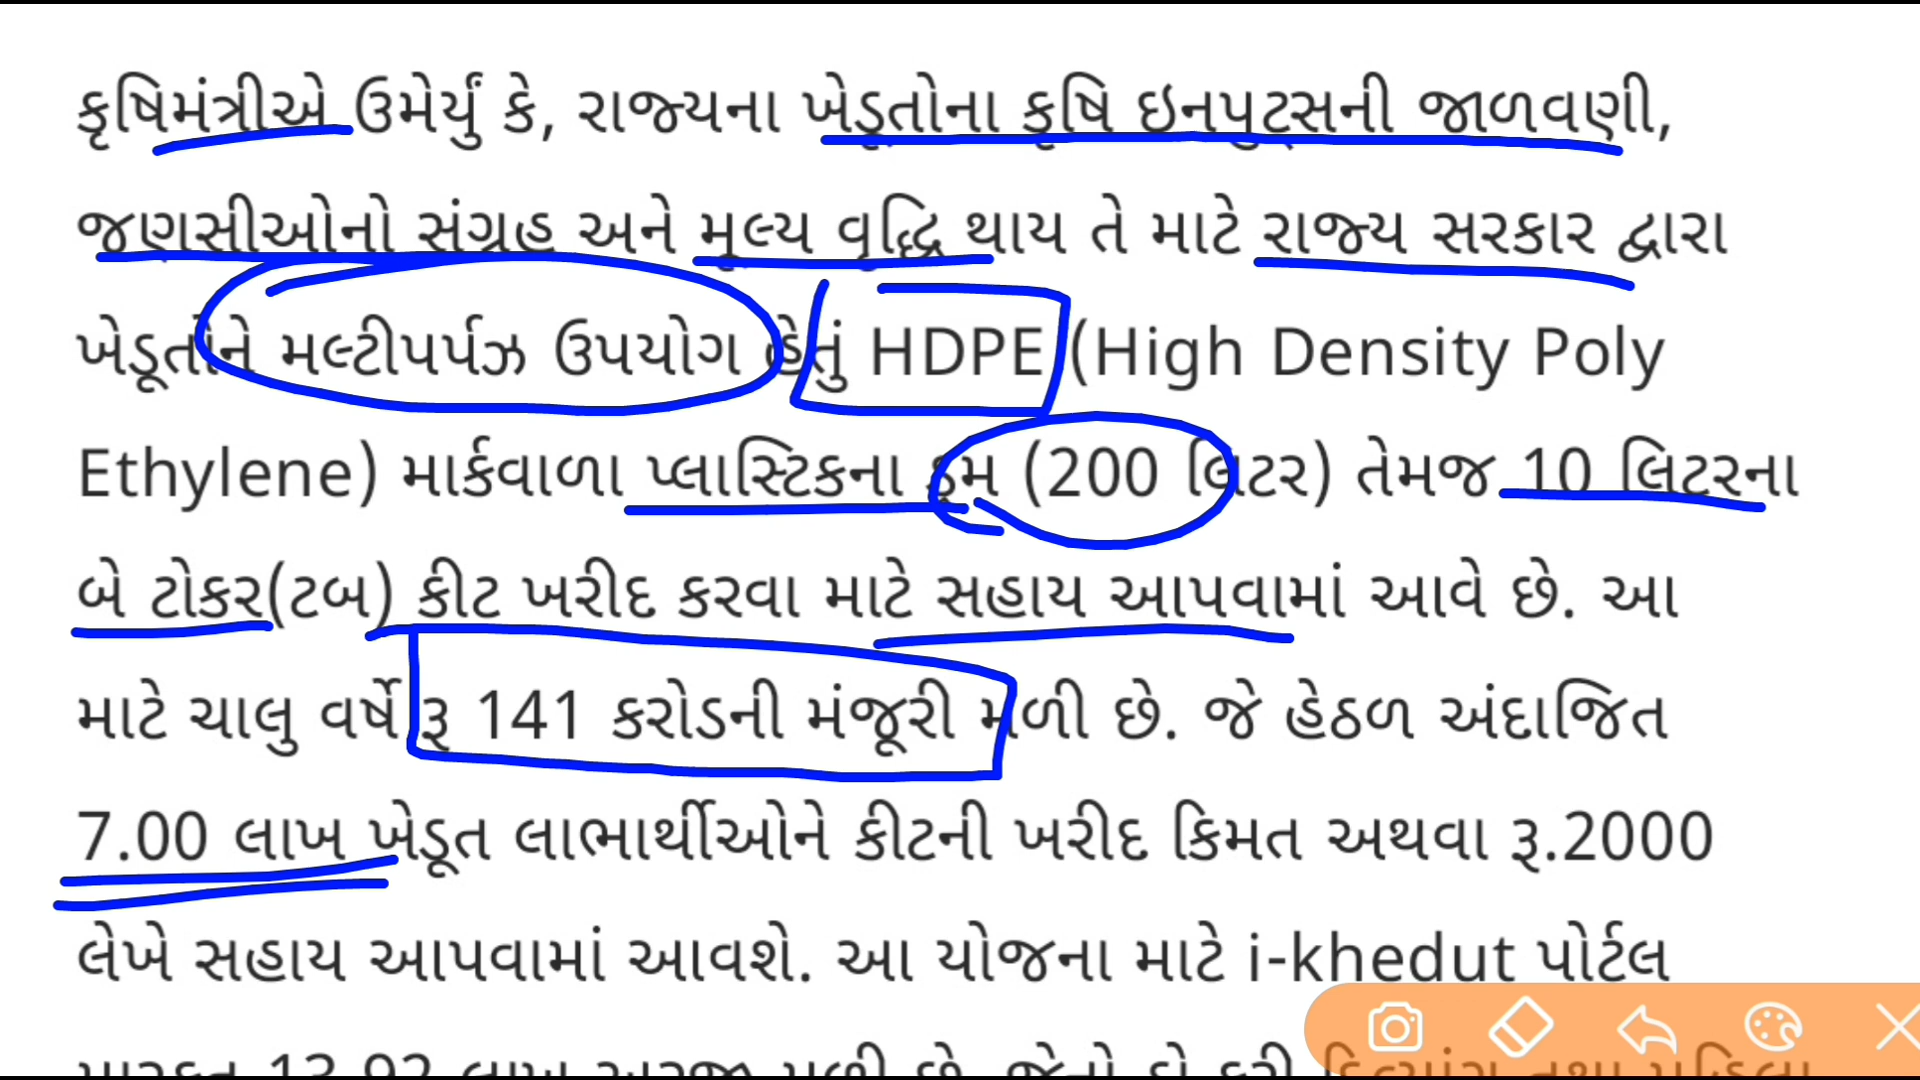 કૃષિમંત્રીએ ઉમેર્યું કે, રાજ્યના ખેડૂતોના કૃષિ ઇનપુટ્સની જાળવણી,
જણસીઓનો સંગ્રહ અને મૂલ્ય વૃદ્ધિ થાય તે માટે રાજ્ય સરકાર દ્વારા
ખેડૂતોને મલ્ટીપર્પઝ ઉપયોગ હેતું HDPE (High Density Poly
Ethylene) માર્કવાળા પ્લાસ્ટિકના ડ્રમ (200 લિટર) તેમજ 10 લિટરના
બે ટોકર(ટબ) કીટ ખરીદ કરવા માટે સહાય આપવામાં આવે છે. આ
માટે ચાલુ વર્ષે રૂ 141 કરોડની મંજૂરી મળી છે. જે હેઠળ અંદાજિત
7.00 લાખ ખેડૂત લાભાર્થીઓને કીટની ખરીદ કિમત અથવા રૂ.2000
લેખે સહાય આપવામાં આવશે. આ યોજના માટે i-khedut પોર્ટલ